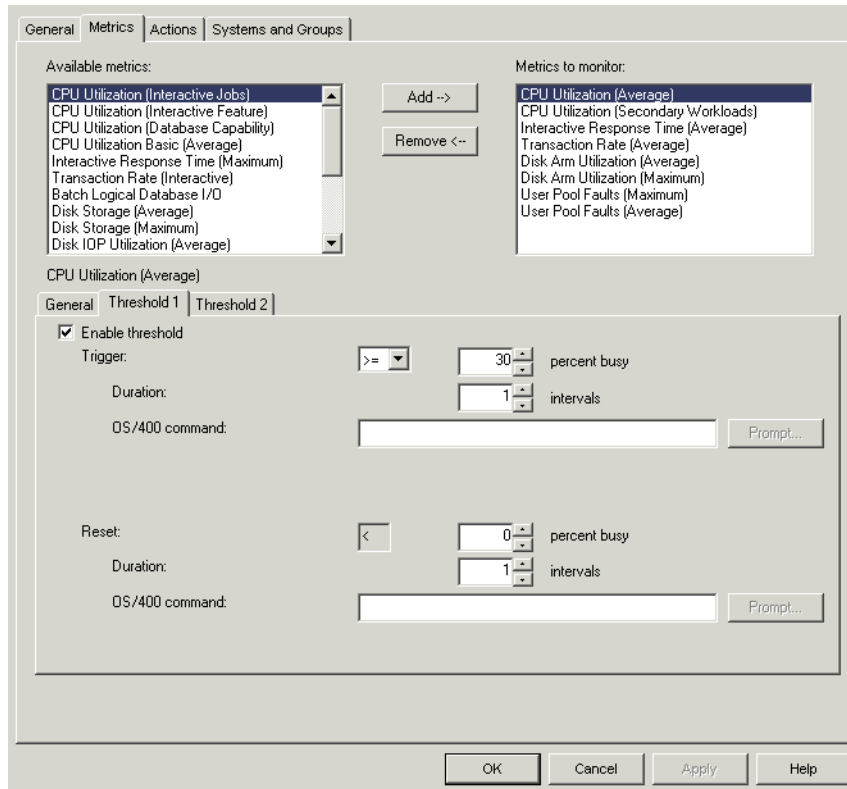 General Metrics Actions Systems and Groups
Available metrics: Metrics to monitor:
CPU Utilization (Interactive Jobs)
CPU Utilization (Interactive Feature)
CPU Utilization (Database Capability)
CPU Utilization Basic (Average)
Interactive Response Time (Maximum)
Transaction Rate (Interactive)
Batch Logical Database I/O
Disk Storage (Average)
Disk Storage (Maximum)
Disk IOP Utilization (Average)
Add -->
Remove <--
CPU Utilization (Average)
CPU Utilization (Secondary Workloads)
Interactive Response Time (Average)
Transaction Rate (Average)
Disk Arm Utilization (Average)
Disk Arm Utilization (Maximum)
User Pool Faults (Maximum)
User Pool Faults (Average)
CPU Utilization (Average)
General Threshold 1 Threshold 2
Enable threshold
Trigger: >= 30 percent busy
Duration: 1 intervals
OS/400 command: Prompt...
Reset: < 0 percent busy
Duration: 1 intervals
OS/400 command: Prompt...
OK Cancel Apply Help